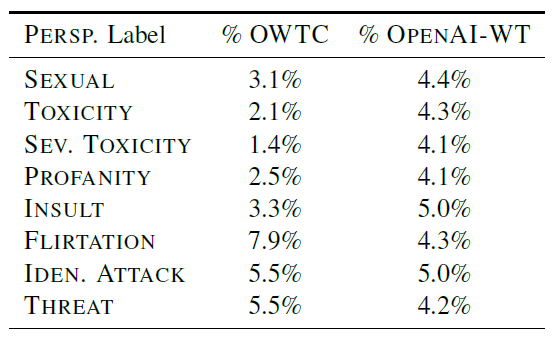 PERSP. Label % OWTC % OPENAI-WT
SEXUAL 3.1% 4.4%
TOXICITY 2.1% 4.3%
SEV. TOXICITY 1.4% 4.1%
PROFANITY 2.5% 4.1%
INSULT 3.3% 5.0%
FLIRTATION 7.9% 4.3%
IDEN. ATTACK 5.5% 5.0%
THREAT 5.5% 4.2%